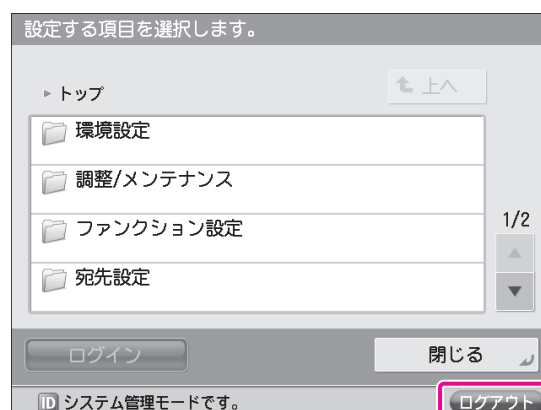 設定する項目を選択します。
トップ
上へ
環境設定
調整/メンテナンス
ファンクション設定
宛先設定
1/2
ログイン
閉じる
ID システム管理モードです。
ログアウト